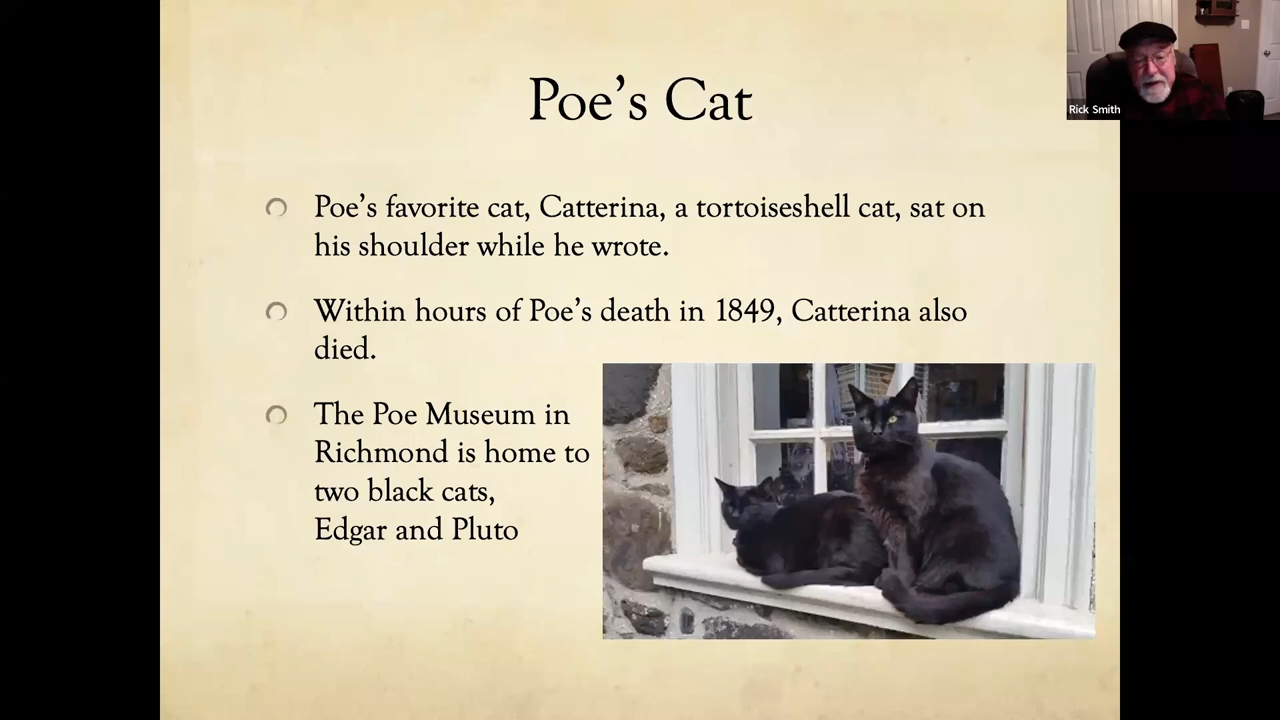 Poe’s Cat
Rick Smith
Poe’s favorite cat, Catterina, a tortoiseshell cat, sat on
his shoulder while he wrote.
Within hours of Poe’s death in 1849, Catterina also
died.
The Poe Museum in
Richmond is home to
two black cats,
Edgar and Pluto